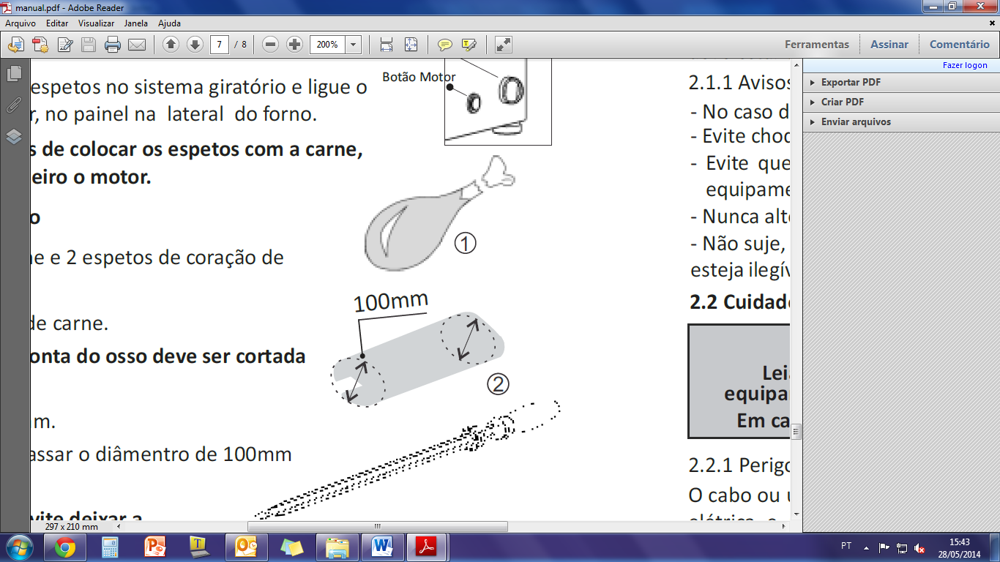 manual.pdf - Adobe Reader
Arquivo Editar Visualizar Janela Ajuda
7 / 8 200% Ferramentas Assinar Comentário
Fazer logon
Exportar PDF
Criar PDF
Enviar arquivos
espetos no sistema giratório e ligue o
r, no painel na lateral do forno.
s de colocar os espetos com a carne,
eiro o motor.
o
ne e 2 espetos de coração de
de carne.
onta do osso deve ser cortada
m.
assar o diâmentro de 100mm
vite deixar a
Botão Motor
1
100mm
2
2.1.1 Avisos
- No caso d
- Evite choq
- Evite que
equipame
- Nunca alt
- Não suje,
esteja ilegív
2.2 Cuidad
Leia
equipa
Em ca
2.2.1 Perigo
O cabo ou u
elétrica e
297 x 210 mm
PT
15:43
28/05/2014